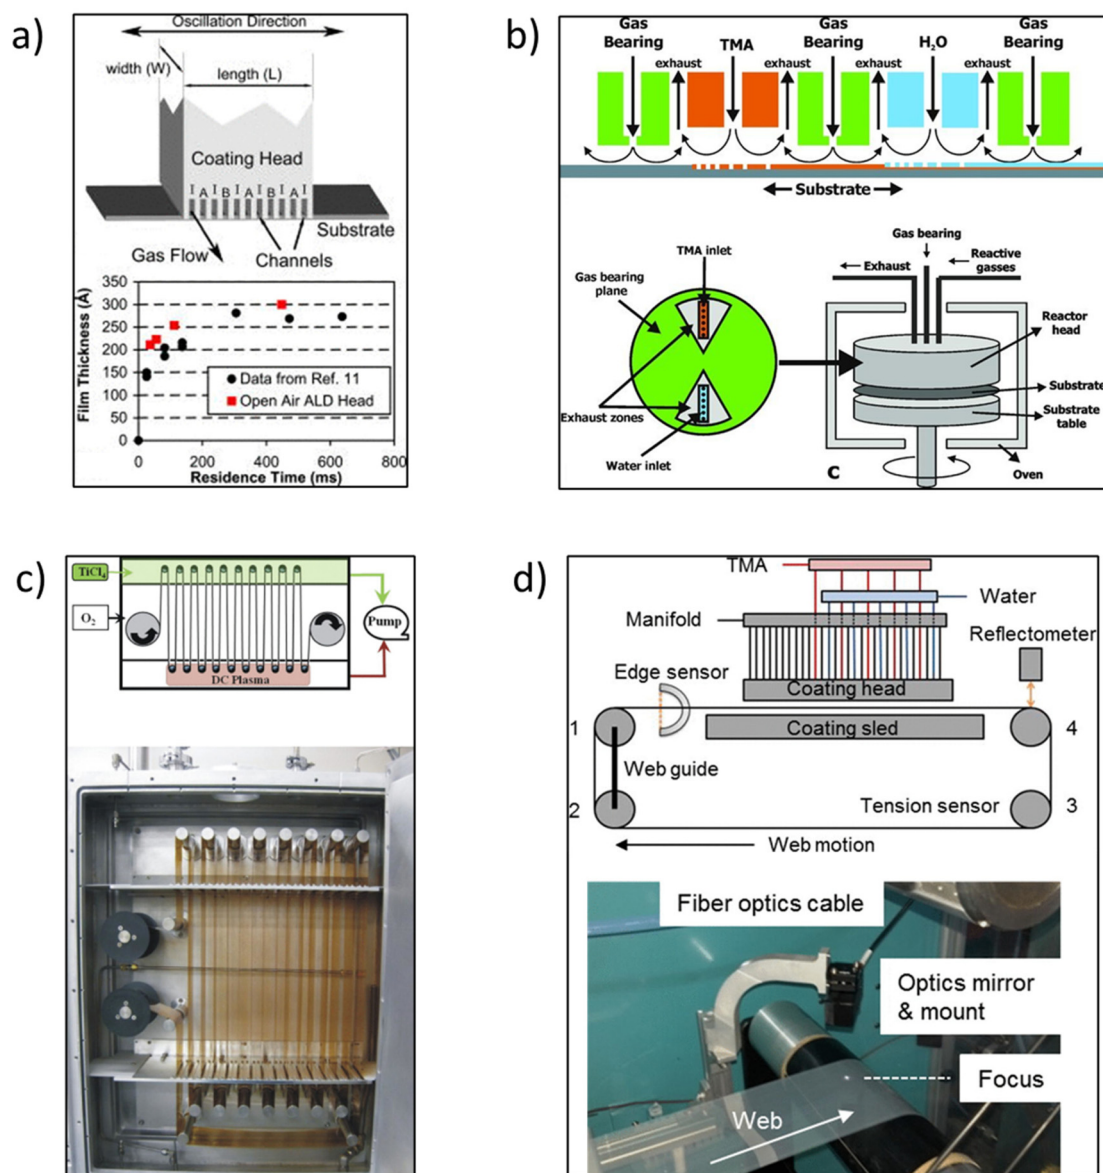 a)
Oscillation Direction
width (W)
length (L)
Coating Head
I A I B I A I B I A I
Substrate
Gas Flow
Channels
Film Thickness (Å)
350
300
250
200
150
100
50
0
Data from Ref. 11
Open Air ALD Head
0 200 400 600 800
Residence Time (ms)
b)
Gas Bearing
TMA
Gas Bearing
H₂O
Gas Bearing
exhaust
exhaust
exhaust
exhaust
Substrate
TMA inlet
Gas bearing plane
Exhaust zones
Water inlet
Gas bearing
Exhaust
Reactive gasses
Reactor head
Substrate
Substrate table
Oven
C
c)
TiCl₄
O₂
Pump
DC Plasma
d)
TMA
Water
Manifold
Reflectometer
Edge sensor
Coating head
1
Coating sled
4
Web guide
2
Tension sensor
3
Web motion
Fiber optics cable
Optics mirror
& mount
Focus
Web